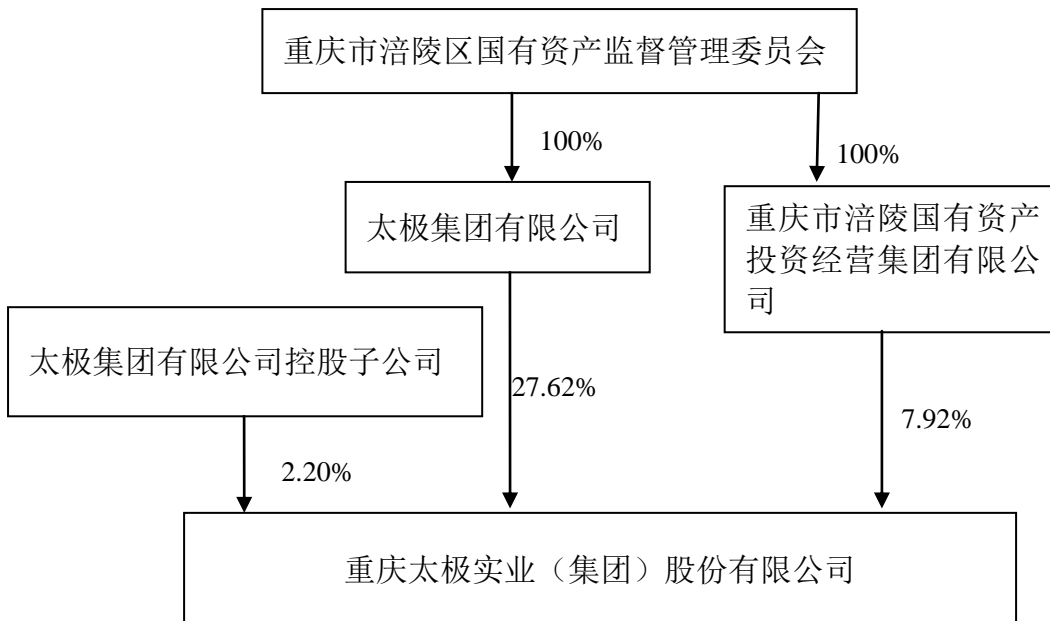 重庆市涪陵区国有资产监督管理委员会
100%
100%
太极集团有限公司
重庆市涪陵国有资产
投资经营集团有限公
司
太极集团有限公司控股子公司
27.62%
7.92%
2.20%
重庆太极实业（集团）股份有限公司